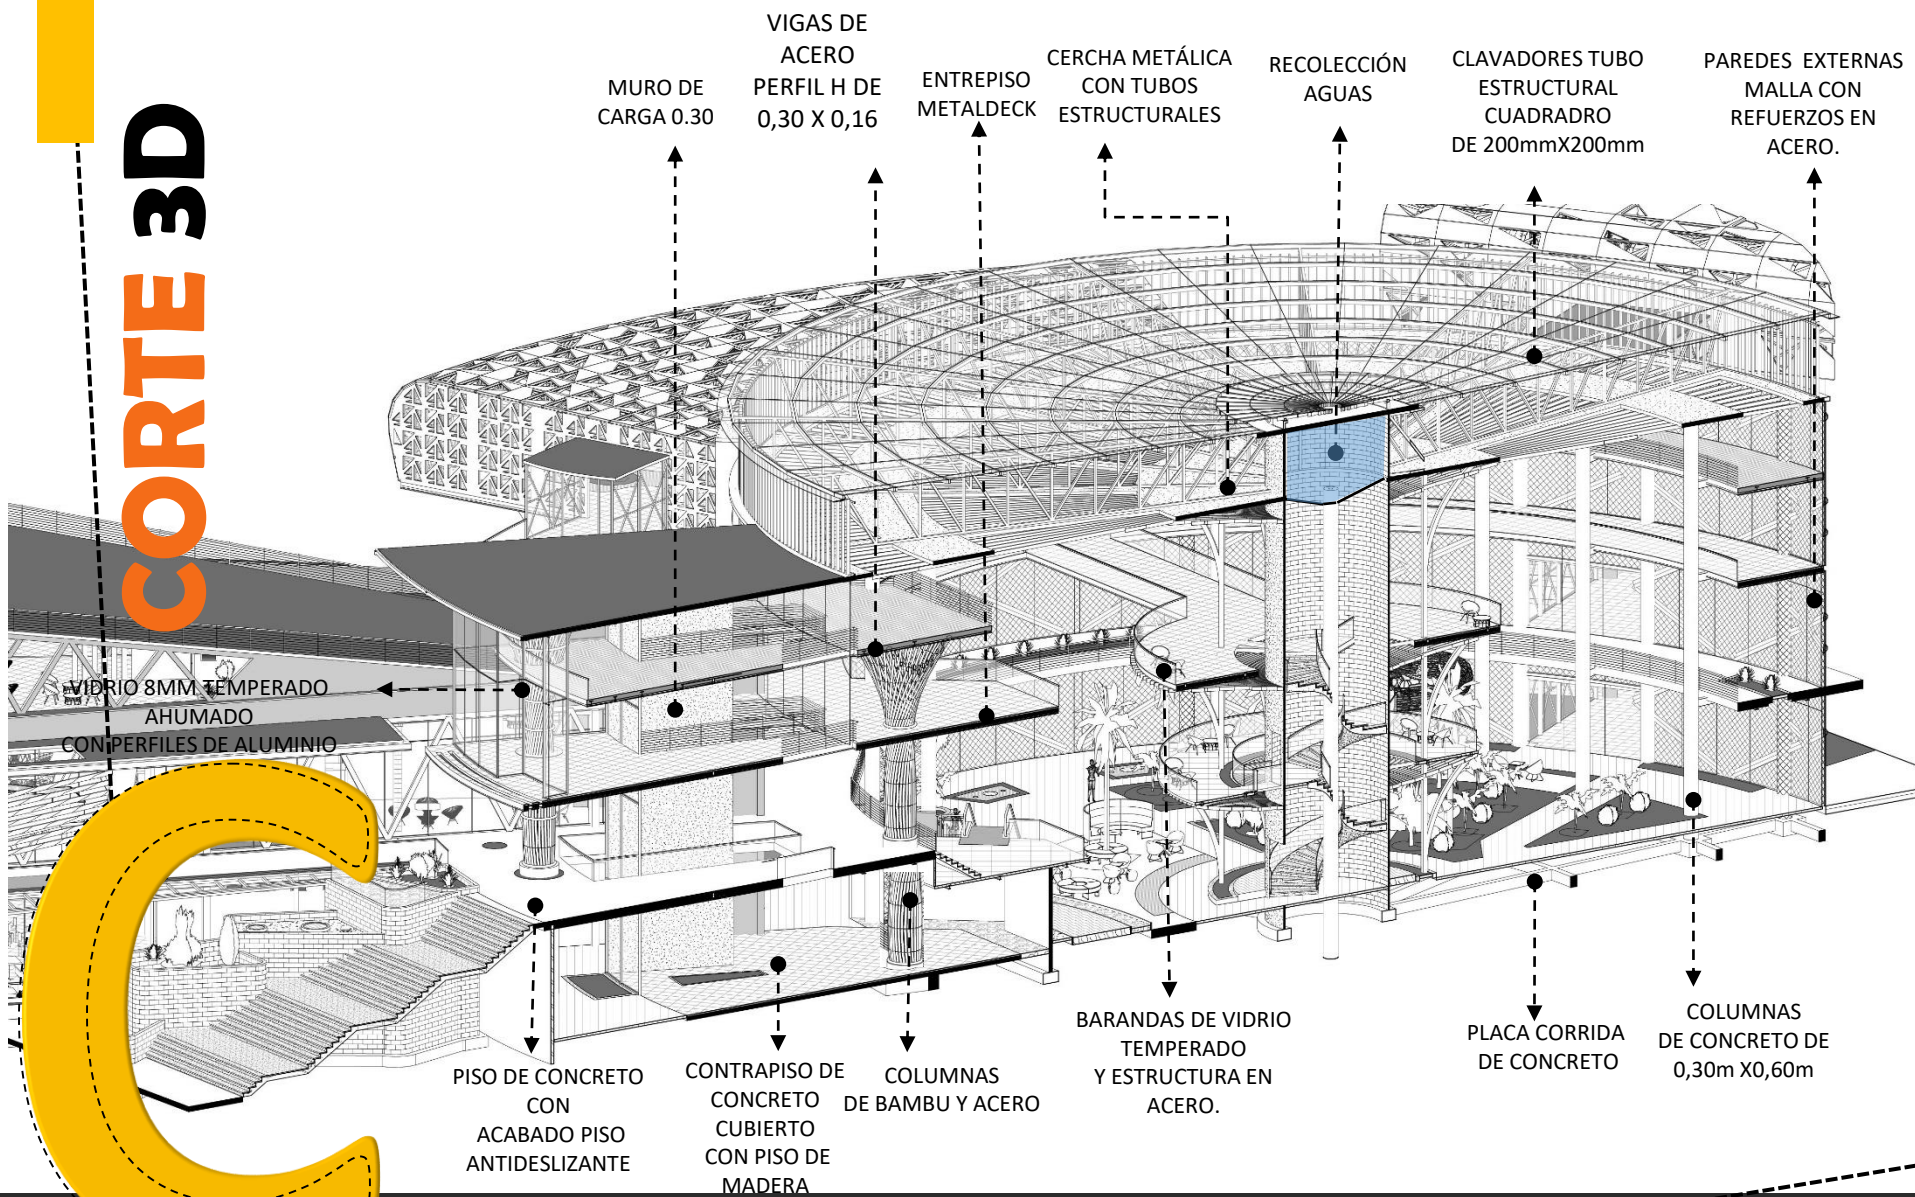 CORTE 3D
MURO DE
CARGA 0.30
VIGAS DE
ACERO
PERFIL H DE
0,30 X 0,16
ENTREPISO
METALDECK
CERCHA METÁLICA
CON TUBOS
ESTRUCTURALES
RECOLECCIÓN
AGUAS
CLAVADORES TUBO
ESTRUCTURAL
CUADRADRO
DE 200mmX200mm
PAREDES EXTERNAS
MALLA CON
REFUERZOS EN
ACERO.
VIDRIO 8MM TEMPERADO
AHUMADO
CON PERFILES DE ALUMINIO
C
PISO DE CONCRETO
CON
ACABADO PISO
ANTIDESLIZANTE
CONTRAPISO DE
CONCRETO
CUBIERTO
CON PISO DE
MADERA
COLUMNAS
DE BAMBU Y ACERO
BARANDAS DE VIDRIO
TEMPERADO
Y ESTRUCTURA EN
ACERO.
PLACA CORRIDA
DE CONCRETO
COLUMNAS
DE CONCRETO DE
0,30m X0,60m